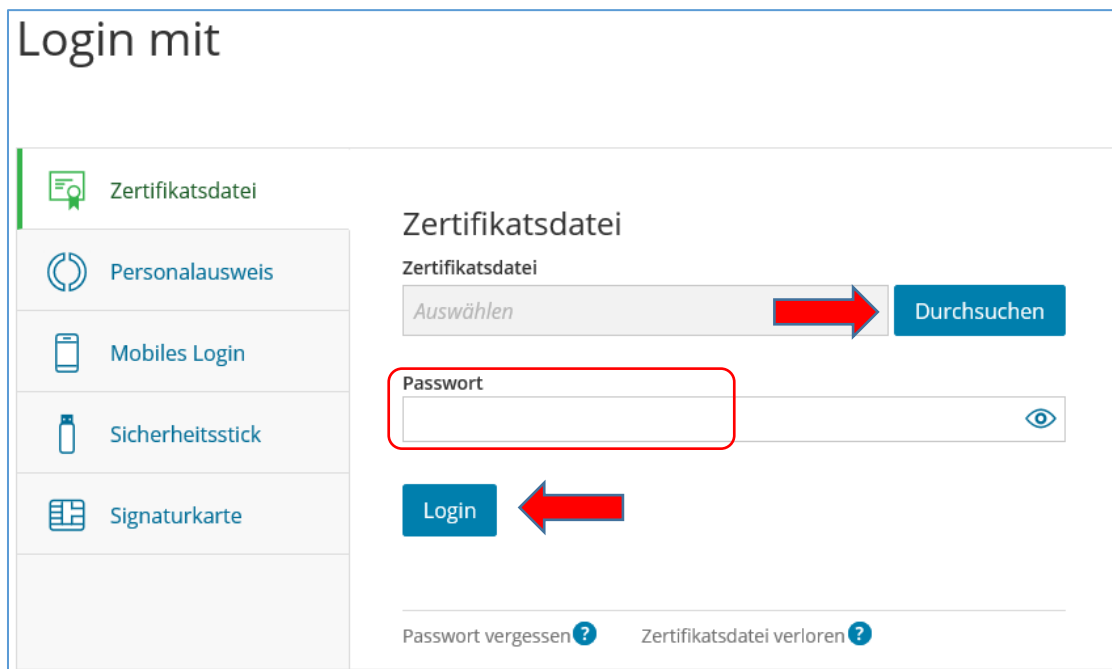 Login mit
Zertifikatsdatei
Personalausweis
Mobiles Login
Sicherheitsstick
Signaturkarte
Zertifikatsdatei
Zertifikatsdatei
Auswählen
Durchsuchen
Passwort
Login
Passwort vergessen ?
Zertifikatsdatei verloren ?